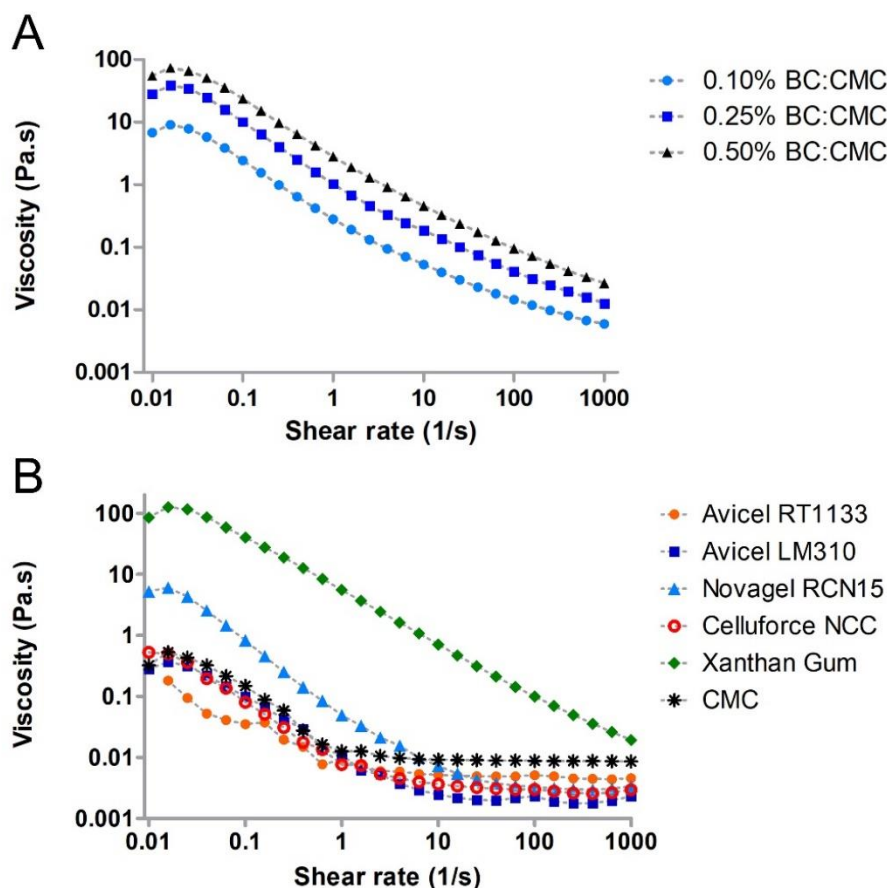 A
Viscosity (Pa.s)
100
10
1
0.1
0.01
0.001
0.01 0.1 1 10 100 1000
Shear rate (1/s)
0.10% BC:CMC
0.25% BC:CMC
0.50% BC:CMC
B
Viscosity (Pa.s)
100
10
1
0.1
0.01
0.001
0.01 0.1 1 10 100 1000
Shear rate (1/s)
Avicel RT1133
Avicel LM310
Novagel RCN15
Celluforce NCC
Xanthan Gum
CMC